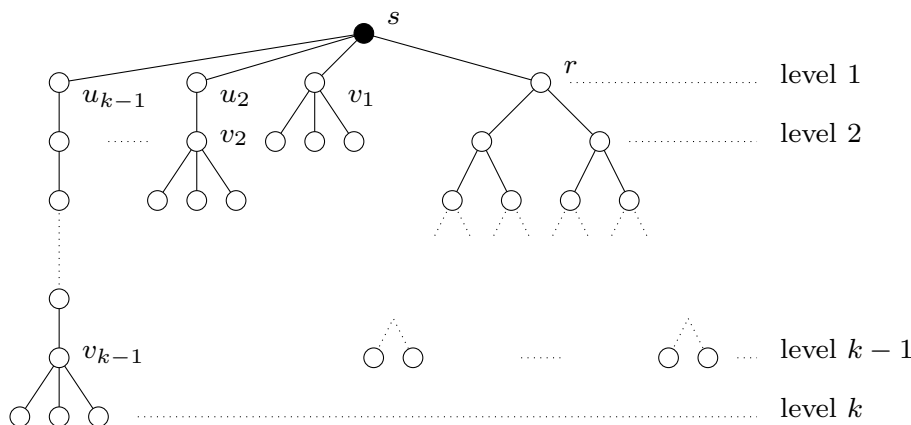 s
r
level 1
u_{k−1}
u_2
v_1
v_2
level 2
v_{k−1}
level k − 1
level k